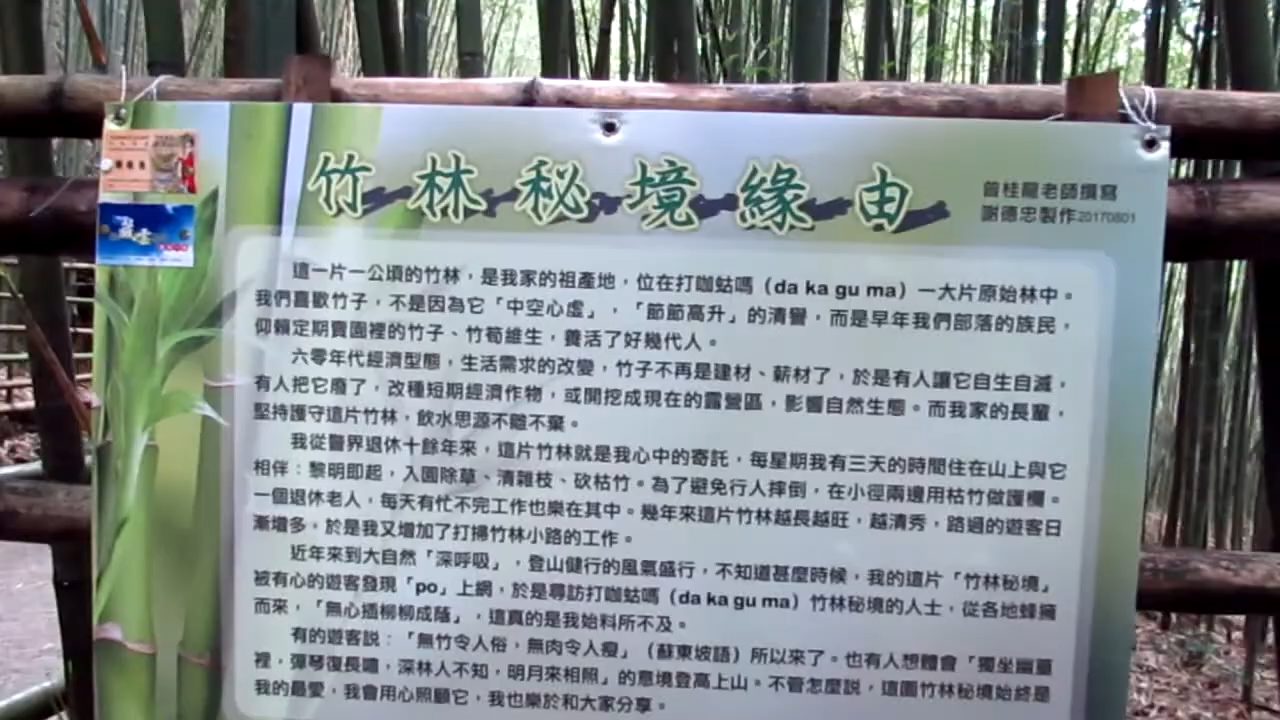 竹林秘境緣由
曾桂龍老師撰寫
謝德忠製作20170801
這一片一公頃的竹林，是我家的祖產地，位在打咖蛄嗎（da ka gu ma）一大片原始林中。
我們喜歡竹子，不是因為它「中空心虛」，「節節高升」的清譽，而是早年我們部落的族民，
仰賴定期賣園裡的竹子、竹筍維生，養活了好幾代人。
六零年代經濟型態，生活需求的改變，竹子不再是建材、薪材了，於是有人讓它自生自滅，
有人把它廢了，改種短期經濟作物，或開挖成現在的露營區，影響自然生態。而我家的長輩，
堅持護守這片竹林，飲水思源不離不棄。
我從醫界退休十餘年來，這片竹林就是我心中的寄託，每星期我有三天的時間住在山上與它
相伴：黎明即起，入園除草、清雜枝、砍枯竹。為了避免行人摔倒，在小徑兩邊用枯竹做護欄。
一個退休老人，每天有忙不完工作也樂在其中。幾年來這片竹林越長越旺，越清秀，路過的遊客日
漸增多，於是我又增加了打掃竹林小路的工作。
近年來到大自然「深呼吸」，登山健行的風氣盛行，不知道甚麼時候，我的這片「竹林秘境」
被有心的遊客發現「po」上網，於是尋訪打咖蛄嗎（da ka gu ma）竹林秘境的人士，從各地蜂擁
而來，「無心插柳柳成蔭」，這真的是我始料所不及。
有的遊客說：「無竹令人俗，無肉令人瘦」（蘇東坡語）所以來了。也有人想體會「獨坐幽篁
裡，彈琴復長嘯，深林人不知，明月來相照」的意境登高上山。不管怎麼說，這園竹林秘境始終是
我的最愛，我會用心照顧它，我也樂於和大家分享。